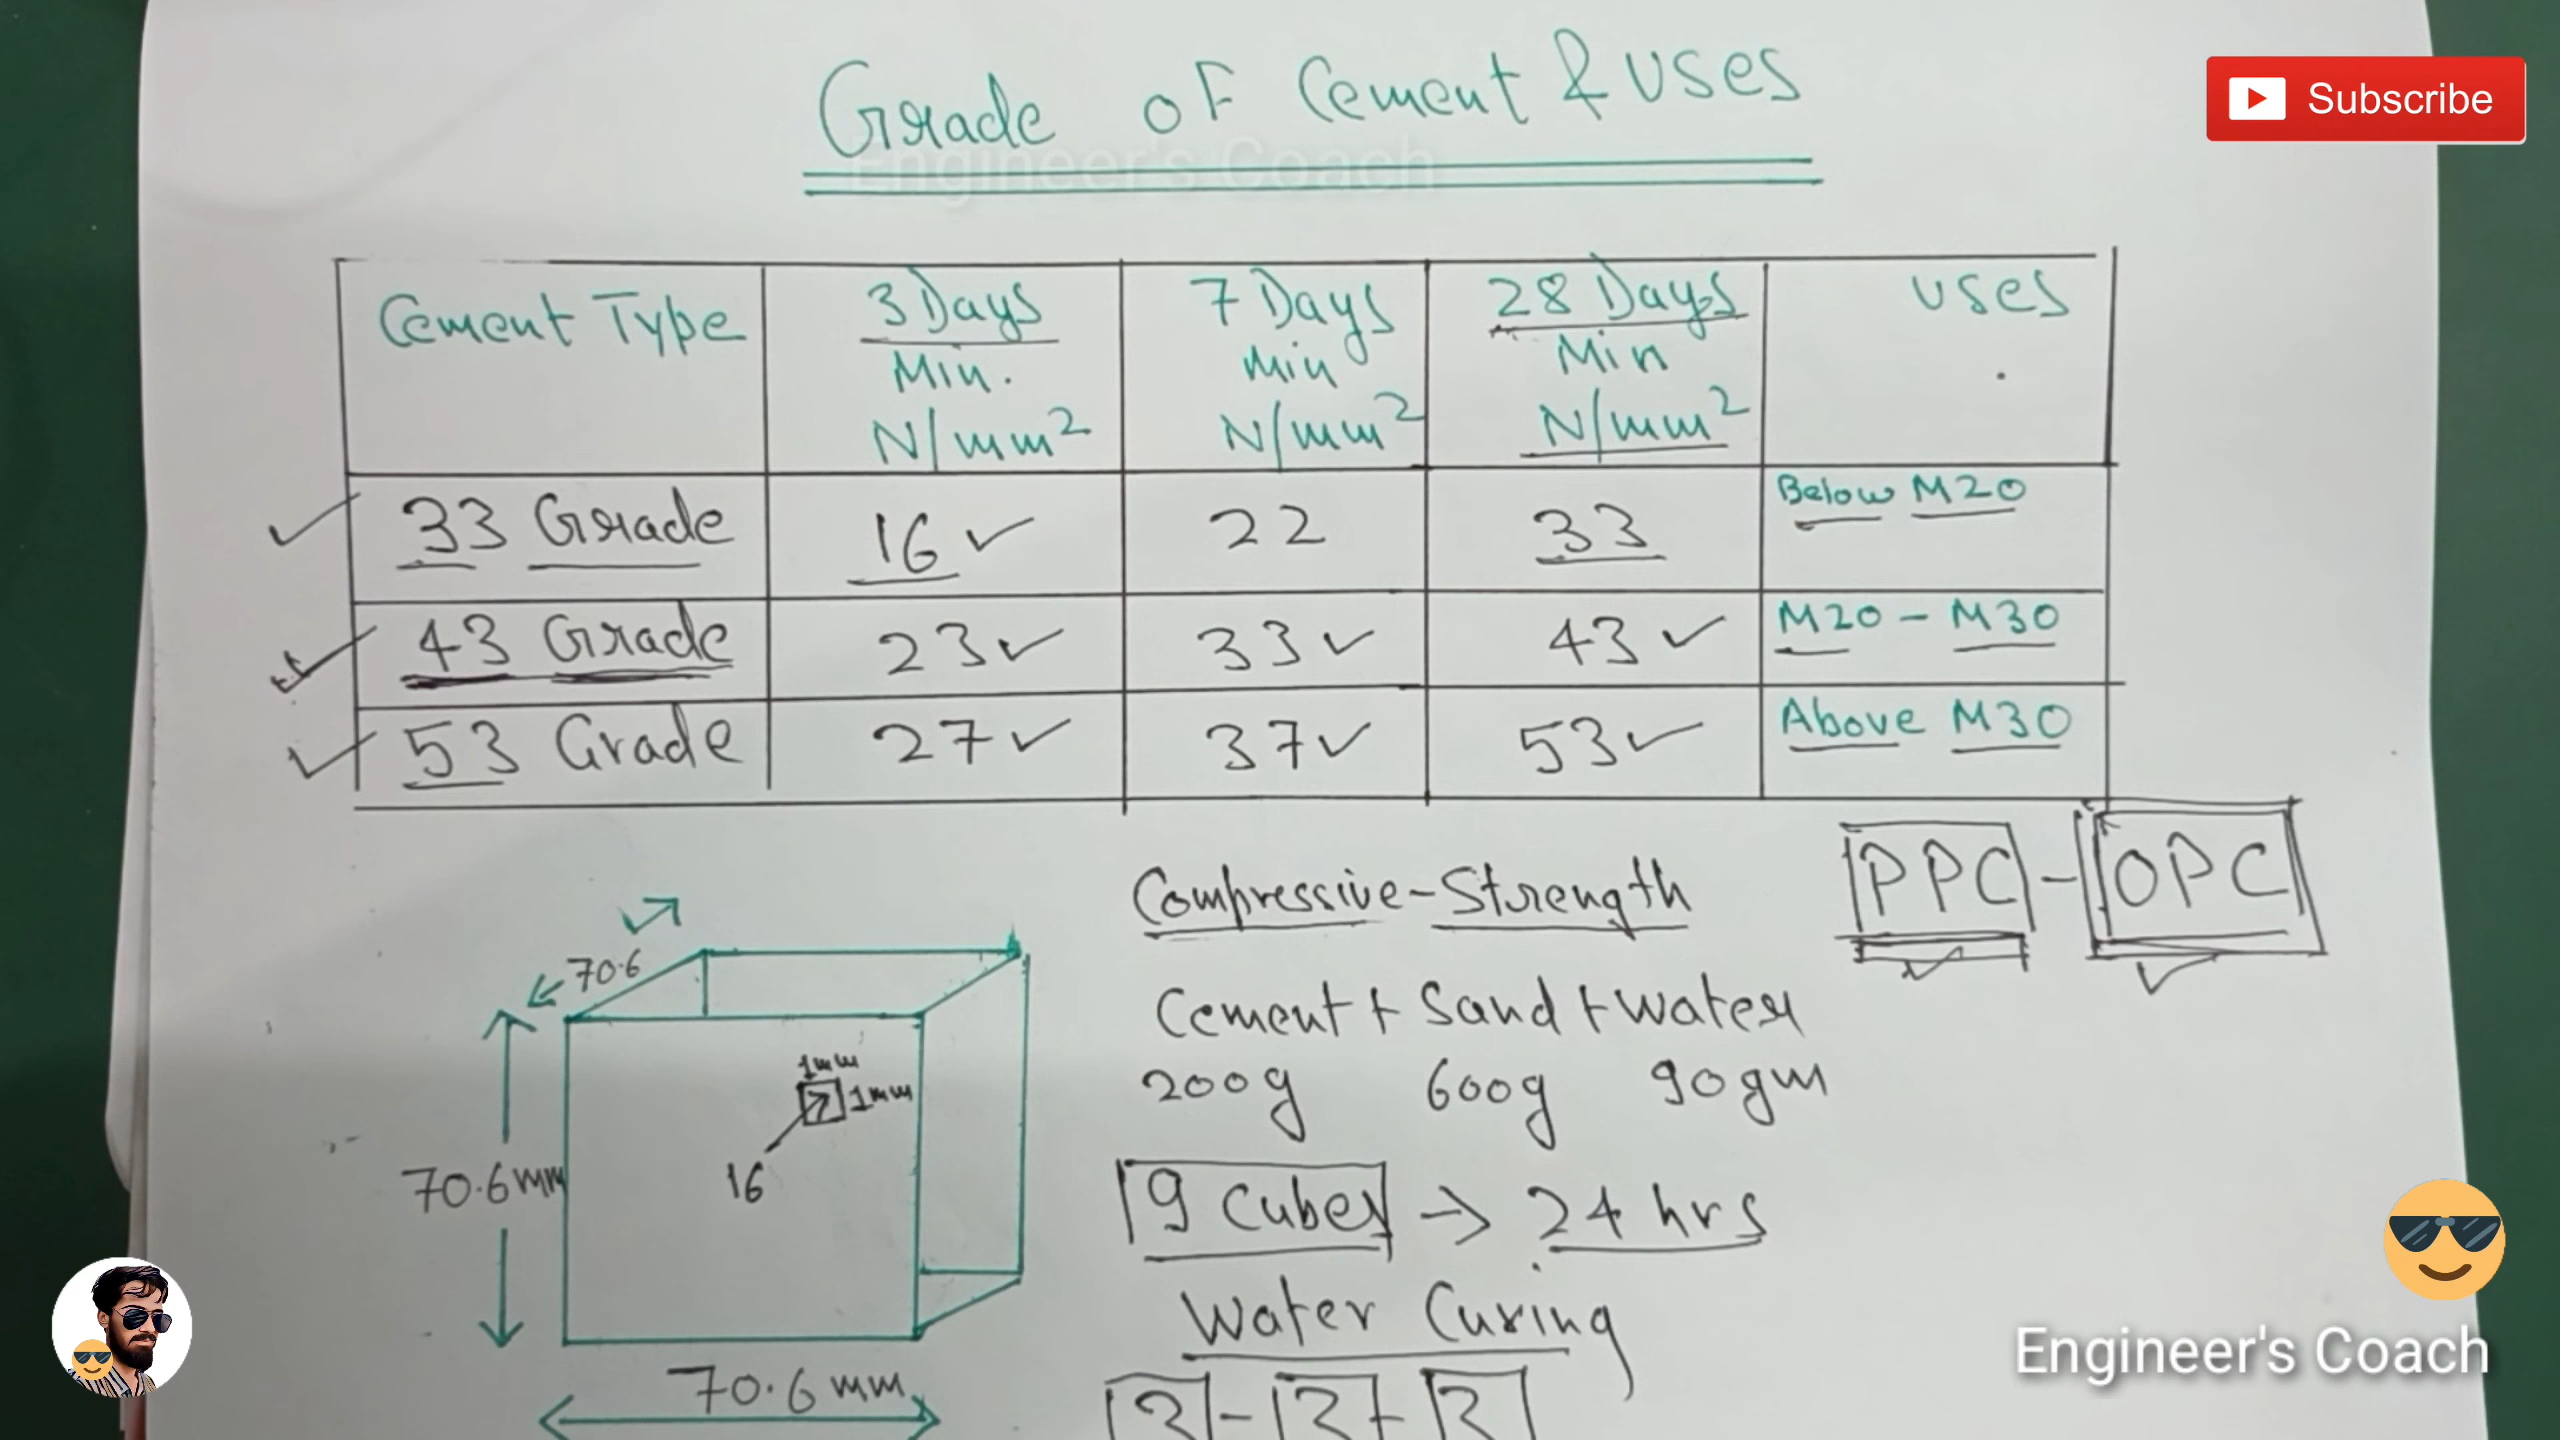 Grade of Cement & uses
Engineer's Coach
Subscribe
Cement Type
3 Days
Min.
N/mm²
7 Days
Min
N/mm²
28 Days
Min
N/mm²
uses
33 Grade 16 22 33 Below M20
43 Grade 23 33 43 M20 - M30
53 Grade 27 37 53 Above M30
PPC - OPC
Compressive-Strength
Cement + Sand + Water
200g 600g 90gm
9 Cubes → 24 hrs
Water Curing
3 - 3 - 3
70.6
1mm
1mm
16
70.6mm
70.6 mm
Engineer's Coach